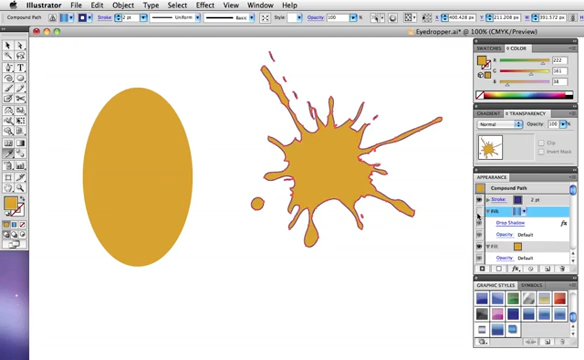 Illustrator File Edit Object Type Select Effect View Window Help
Compound Path Stroke: 2 pt Uniform Basic Style: Opacity: 100
Eyedropper.ai* @ 100% (CMYK/Preview)
SWATCHES COLOR
222
161
38
GRADIENT TRANSPARENCY
Normal Opacity: 100
Clip
Invert Mask
APPEARANCE
Compound Path
Stroke: 2 pt
Fill:
Drop Shadow fx
Opacity: Default
Fill:
Opacity: Default
GRAPHIC STYLES SYMBOLS